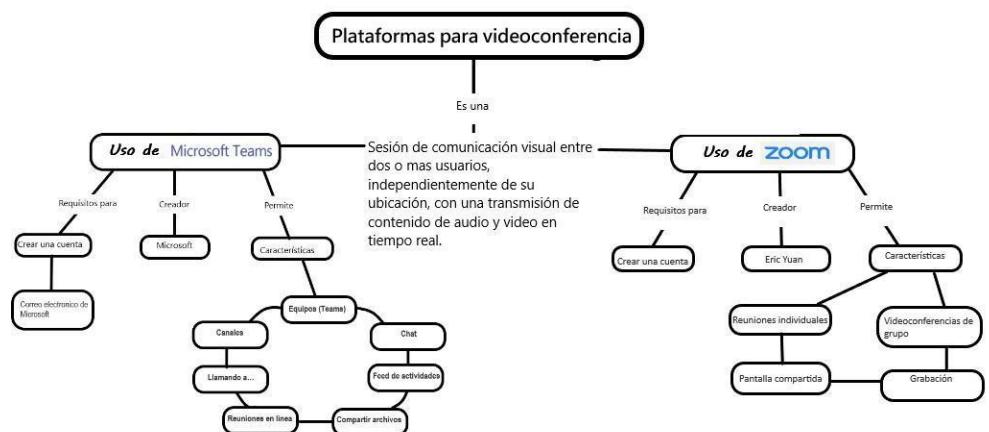 Plataformas para videoconferencia
Es una
Sesión de comunicación visual entre
dos o mas usuarios,
independientemente de su
ubicación, con una transmisión de
contenido de audio y video en
tiempo real.
Uso de Microsoft Teams
Requisitos para
Creador
Permite
Crear una cuenta
Microsoft
Características
Correo electronico de
Microsoft
Equipos (Teams)
Canales
Chat
Llamando a...
Feed de actividades
Reuniones en linea
Compartir archivos
Uso de zoom
Requisitos para
Creador
Permite
Crear una cuenta
Eric Yuan
Características
Reuniones individuales
Videoconferencias de
grupo
Pantalla compartida
Grabación